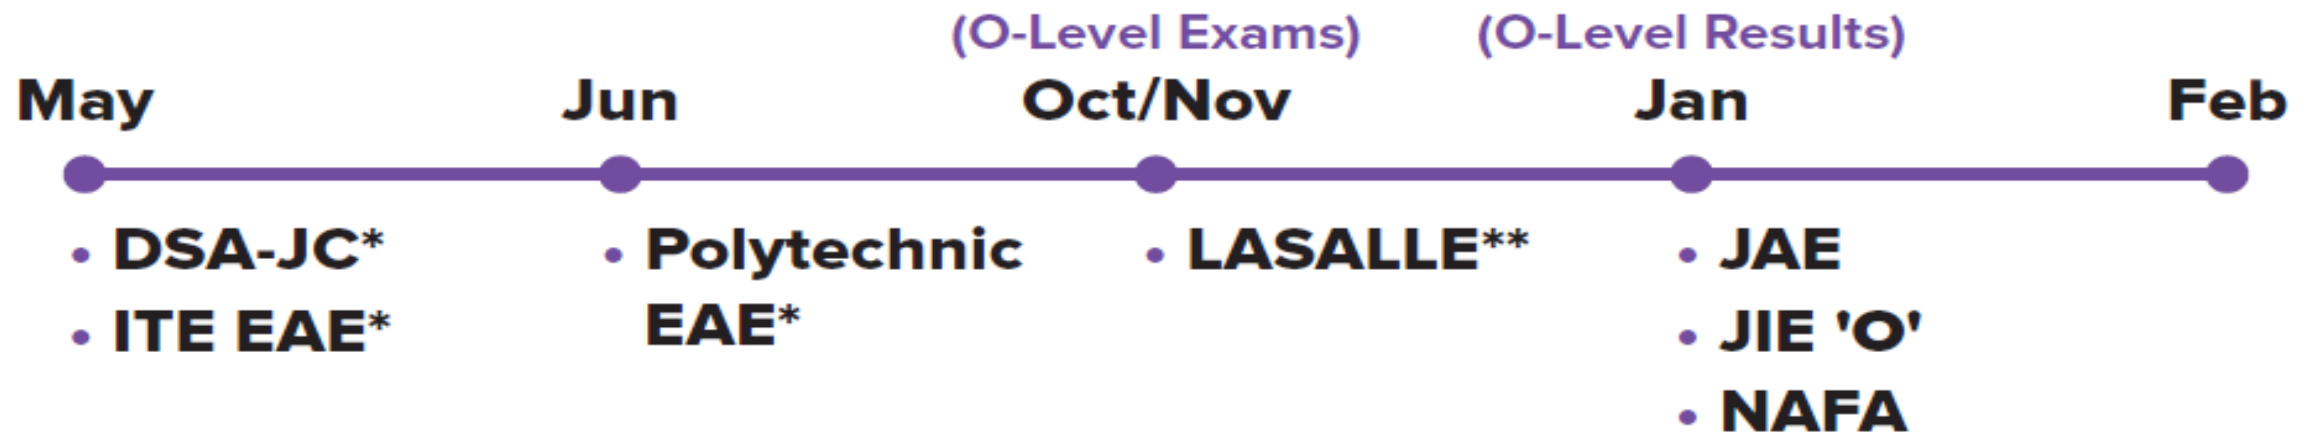 (O-Level Exams) (O-Level Results)
May Jun Oct/Nov Jan Feb
• DSA-JC* • Polytechnic • LASALLE** • JAE
• ITE EAE* EAE* • JIE 'O'
• NAFA